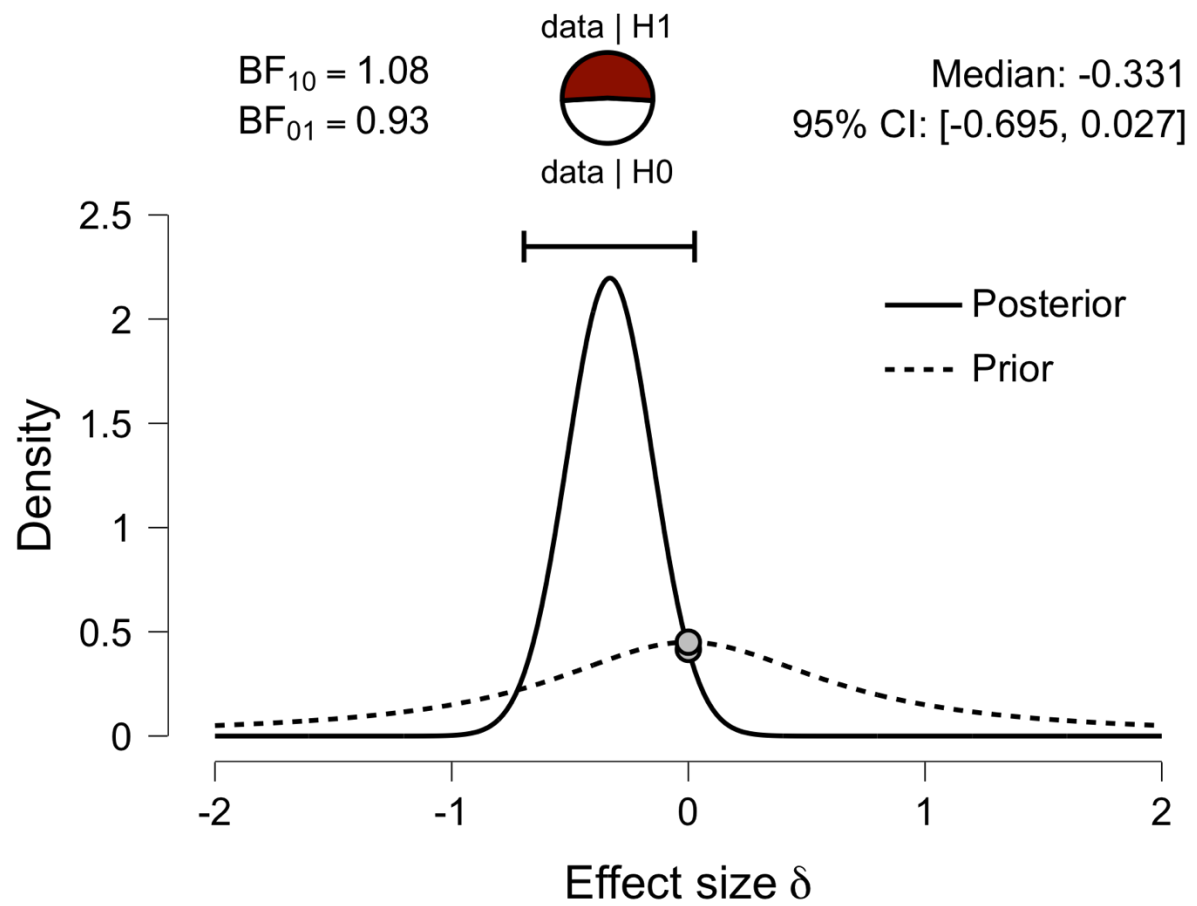 data | H1
BF₁₀ = 1.08
BF₀₁ = 0.93
data | H0
Median: -0.331
95% CI: [-0.695, 0.027]
2.5
2
1.5
1
0.5
0
Density
Posterior
Prior
-2
-1
0
1
2
Effect size δ